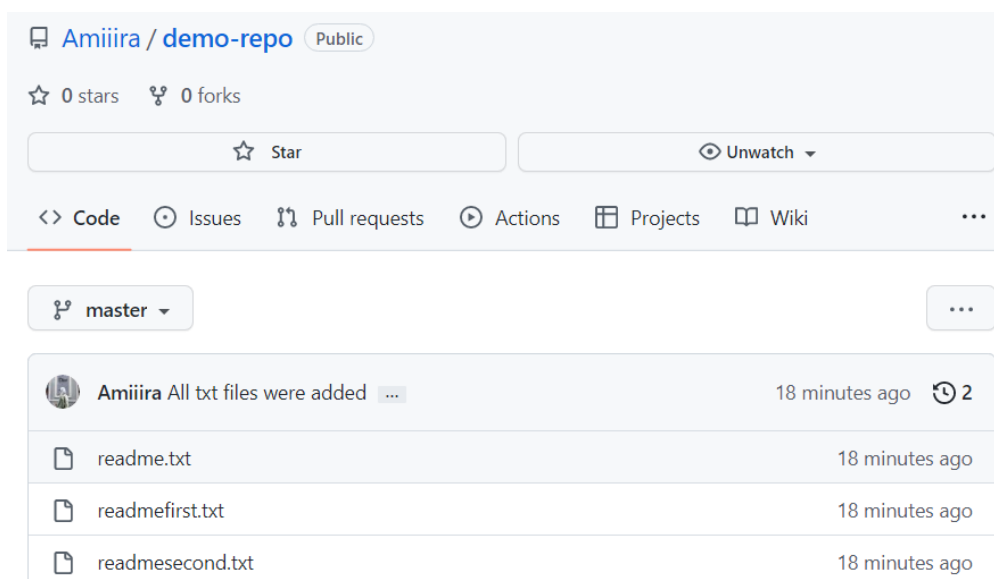 Amiiira / demo-repo Public
0 stars 0 forks
Star Unwatch
Code Issues Pull requests Actions Projects Wiki ...
master ...
Amiiira All txt files were added ... 18 minutes ago 2
readme.txt 18 minutes ago
readmefirst.txt 18 minutes ago
readmesecond.txt 18 minutes ago